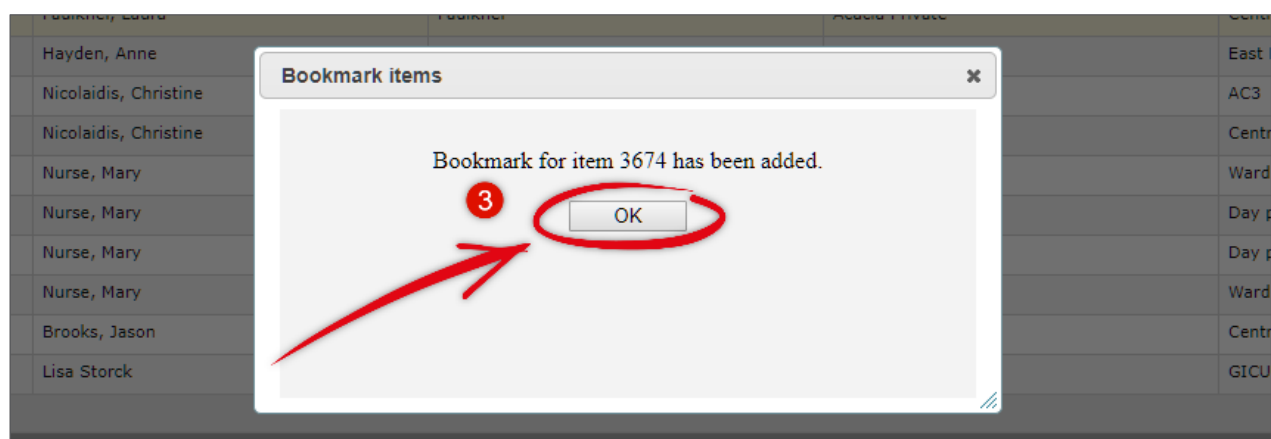 Faulkner, Laura Faulkner Acacia Private
Hayden, Anne East
Bookmark items
Nicolaidis, Christine AC3
Nicolaidis, Christine Centr
Bookmark for item 3674 has been added.
Nurse, Mary Ward
3
OK
Nurse, Mary Day p
Nurse, Mary Day p
Nurse, Mary Ward
Brooks, Jason Centr
Lisa Storck GICU